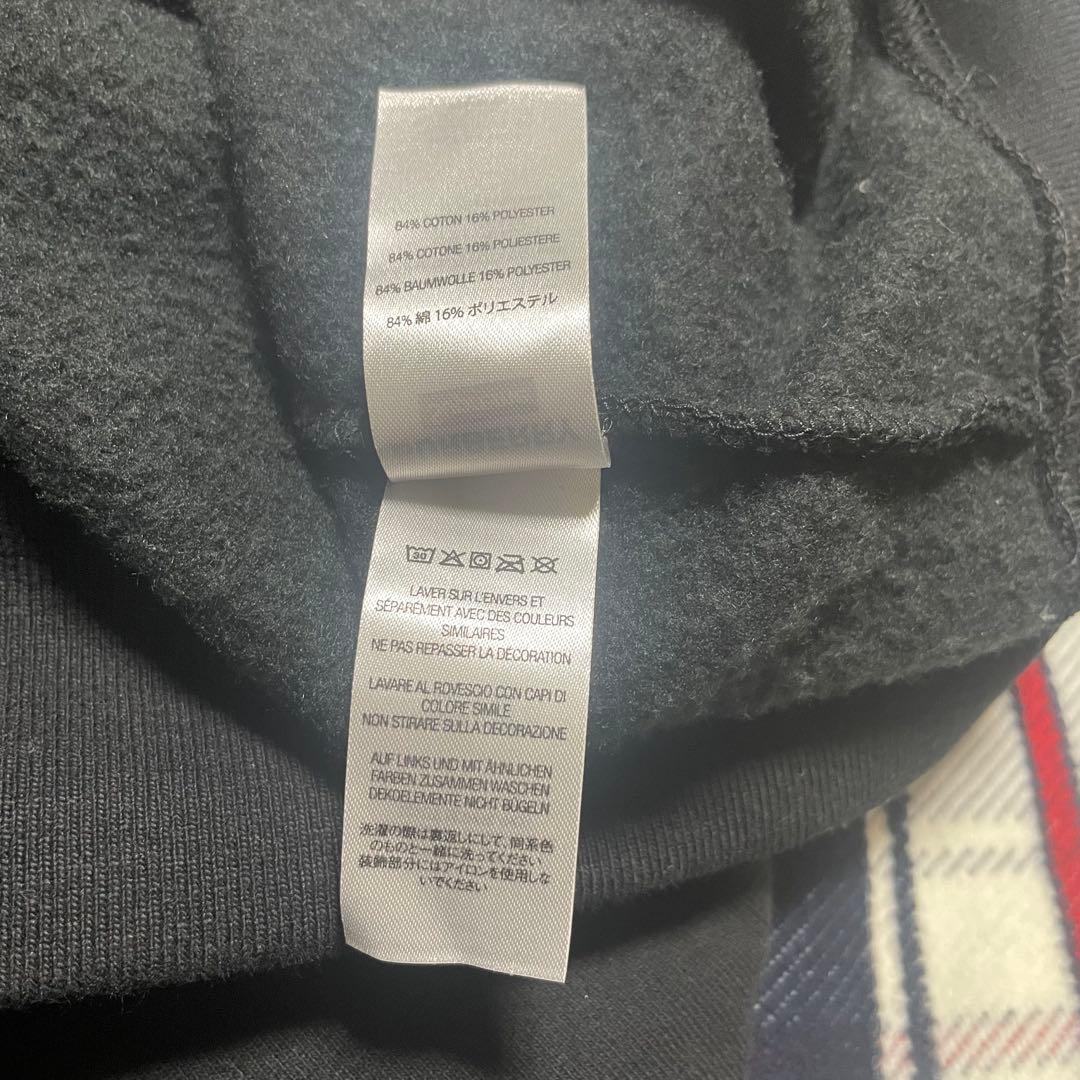 84% COTON 16% POLYESTER
84% COTONE 16% POLIESTERE
84% BAUMWOLLE 16% POLYESTER
84% 綿 16% ポリエステル
30
LAVER SUR L'ENVERS ET
SÉPARÉMENT AVEC DES COULEURS
SIMILAIRES
NE PAS REPASSER LA DÉCORATION
LAVARE AL ROVESCIO CON CAPI DI
COLORE SIMILE
NON STIRARE SULLA DECORAZIONE
AUF LINKS UND MIT ÄHNLICHEN
FARBEN ZUSAMMEN WASCHEN
DEKOELEMENTE NICHT BÜGELN
洗濯の際は裏返しにして、同系色
のものと一緒に洗ってください
装飾部分にはアイロンを使用しな
いでください